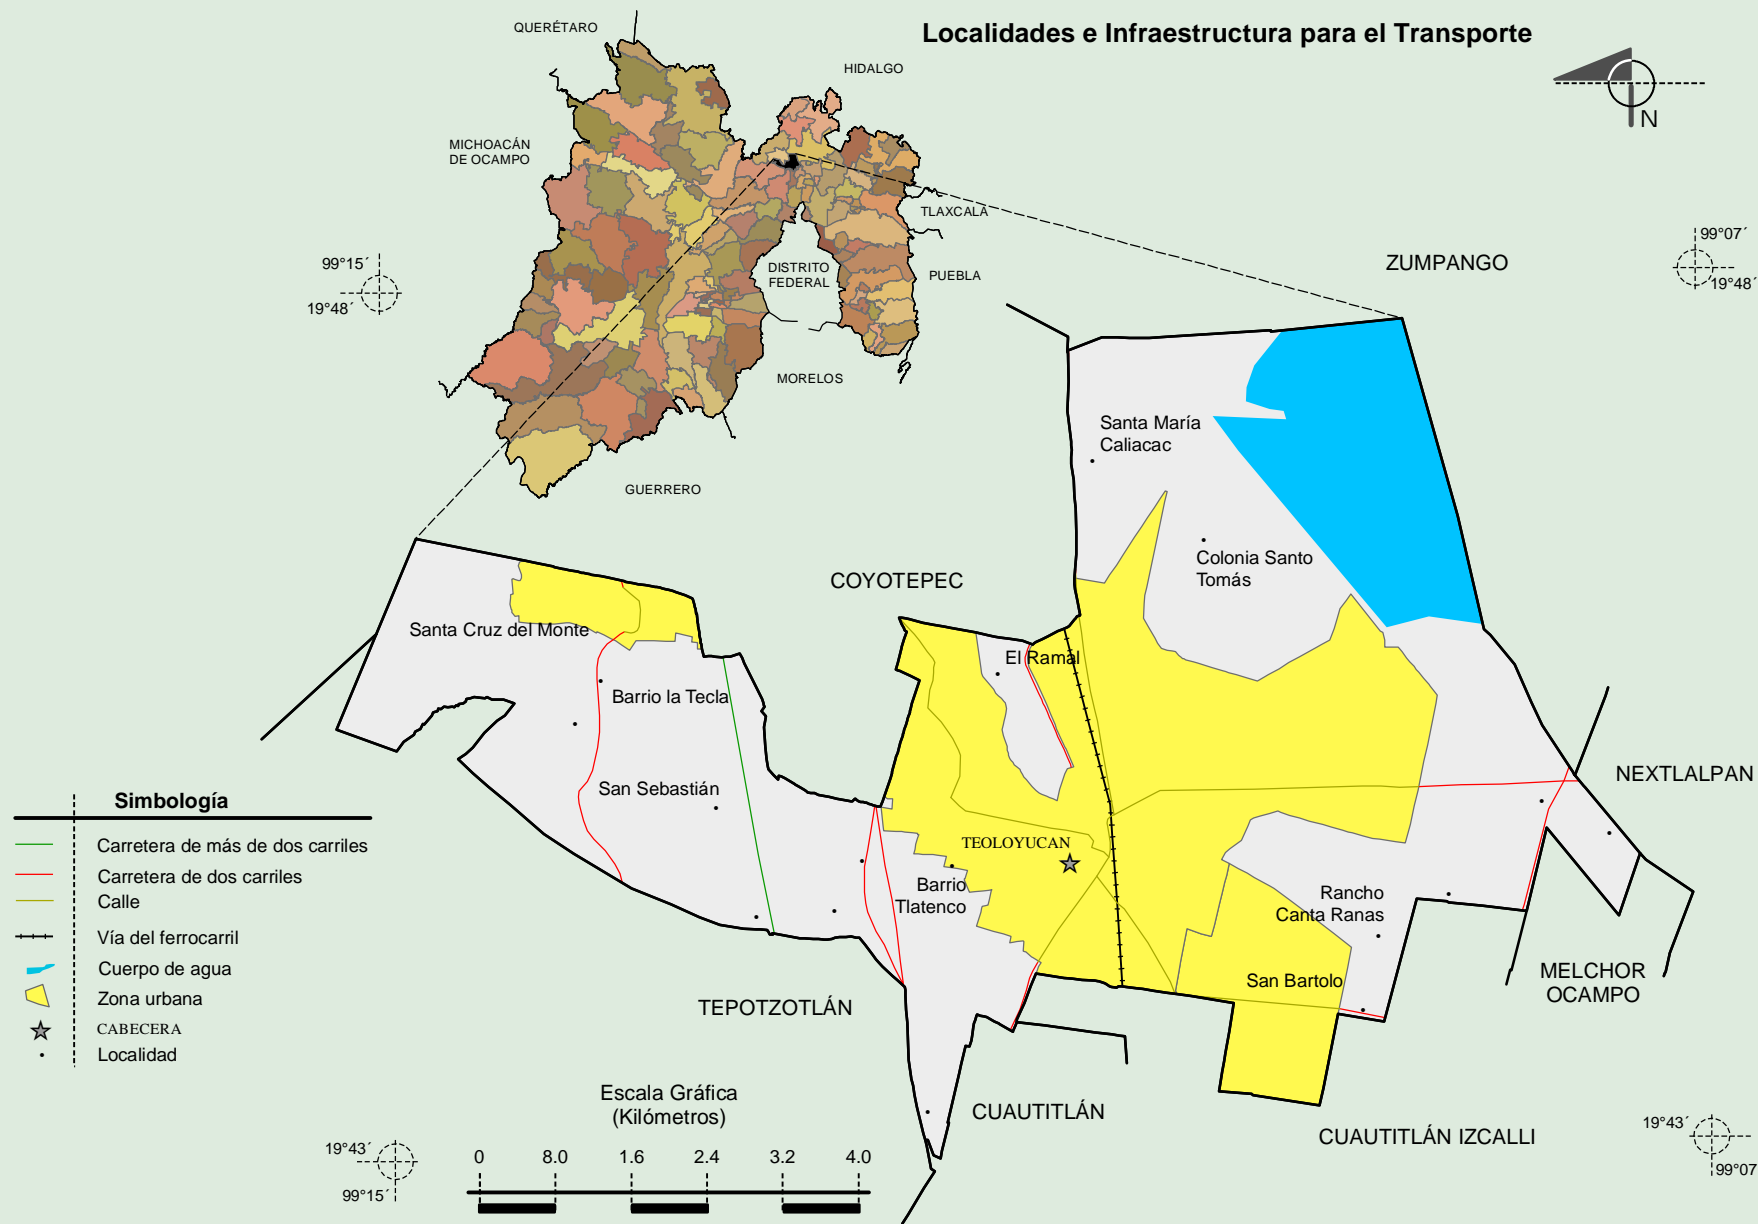 Localidades e Infraestructura para el Transporte
QUERÉTARO
HIDALGO
MICHOACÁN
DE OCAMPO
TLAXCALA
PUEBLA
DISTRITO
FEDERAL
MORELOS
GUERRERO
N
99°15´
19°48´
99°07´
19°48´
ZUMPANGO
Santa María
Caliacac
Colonia Santo
Tomás
COYOTEPEC
Santa Cruz del Monte
El Ramal
Barrio la Tecla
San Sebastián
NEXTLALPAN
TEOLOYUCAN
Barrio
Tlatenco
Rancho
Canta Ranas
San Bartolo
MELCHOR
OCAMPO
TEPOTZOTLÁN
CUAUTITLÁN
CUAUTITLÁN IZCALLI
Simbología
Carretera de más de dos carriles
Carretera de dos carriles
Calle
Vía del ferrocarril
Cuerpo de agua
Zona urbana
CABECERA
Localidad
Escala Gráfica
(Kilómetros)
0 8.0 1.6 2.4 3.2 4.0
19°43´
99°15´
19°43´
99°07